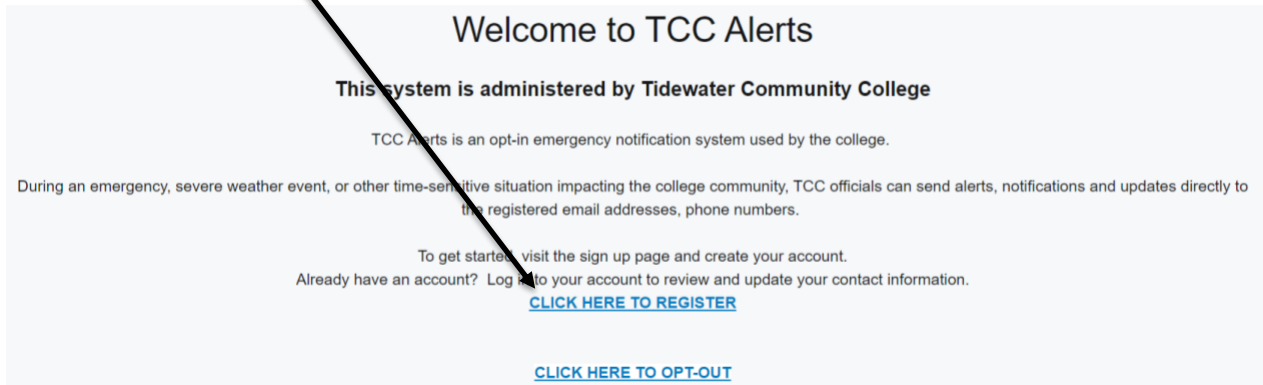 Welcome to TCC Alerts
This system is administered by Tidewater Community College
TCC Alerts is an opt-in emergency notification system used by the college.
During an emergency, severe weather event, or other time-sensitive situation impacting the college community, TCC officials can send alerts, notifications and updates directly to
the registered email addresses, phone numbers.
To get started, visit the sign up page and create your account.
Already have an account? Log into your account to review and update your contact information.
CLICK HERE TO REGISTER
CLICK HERE TO OPT-OUT